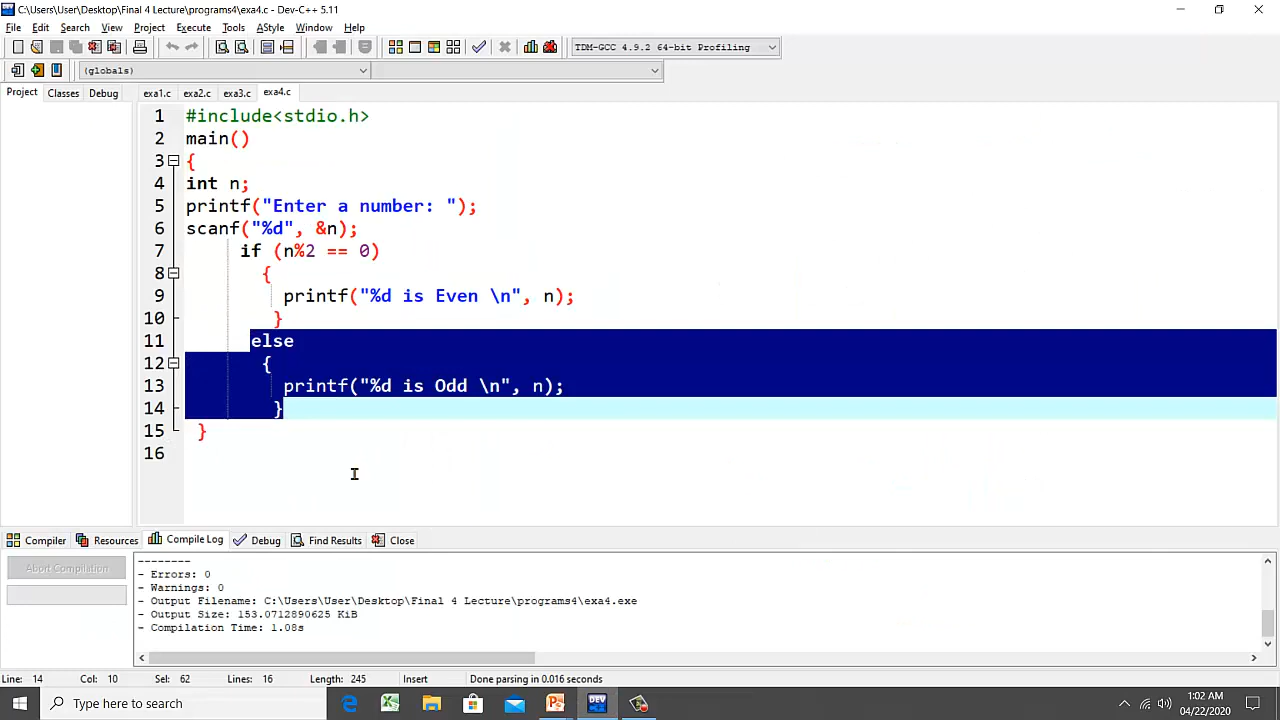 C:\Users\User\Desktop\Final 4 Lecture\programs4\exa4.c - Dev-C++ 5.11
File Edit Search View Project Execute Tools AStyle Window Help
TDM-GCC 4.9.2 64-bit Profiling
(globals)
Project Classes Debug exa1.c exa2.c exa3.c exa4.c
1 #include<stdio.h>
2 main()
3 {
4 int n;
5 printf("Enter a number: ");
6 scanf("%d", &n);
7 if (n%2 == 0)
8 {
9 printf("%d is Even \n", n);
10 }
11 else
12 {
13 printf("%d is Odd \n", n);
14 }
15 }
16
Compiler Resources Compile Log Debug Find Results Close
Abort Compilation
--------
- Errors: 0
- Warnings: 0
- Output Filename: C:\Users\User\Desktop\Final 4 Lecture\programs4\exa4.exe
- Output Size: 153.0712890625 KiB
- Compilation Time: 1.08s
Line: 14 Col: 10 Sel: 62 Lines: 16 Length: 245 Insert Done parsing in 0.016 seconds
Type here to search
DEV
1:02 AM
04/22/2020